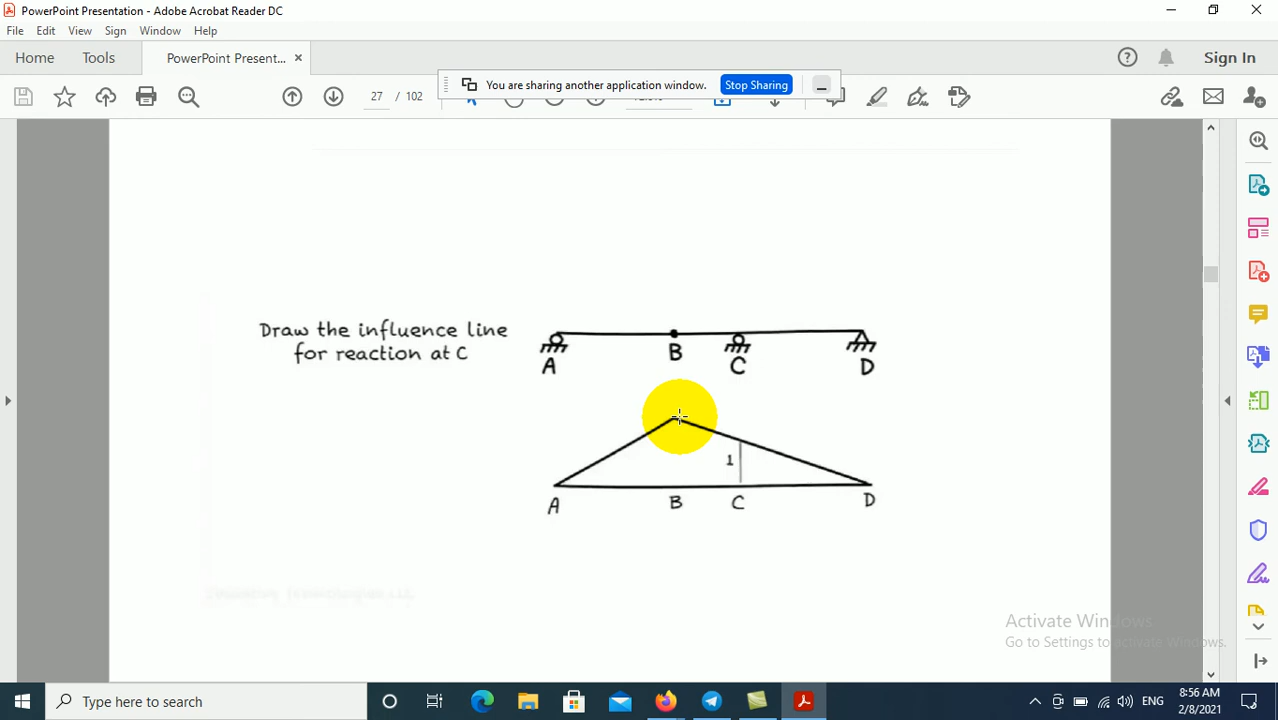 PowerPoint Presentation - Adobe Acrobat Reader DC
File Edit View Sign Window Help
Home Tools PowerPoint Present... × Sign In
You are sharing another application window. Stop Sharing
27 / 102
Draw the influence line
for reaction at C
A B C D
1
A B C D
Activate Windows
Go to Settings to activate Windows.
Type here to search
ENG
8:56 AM
2/8/2021